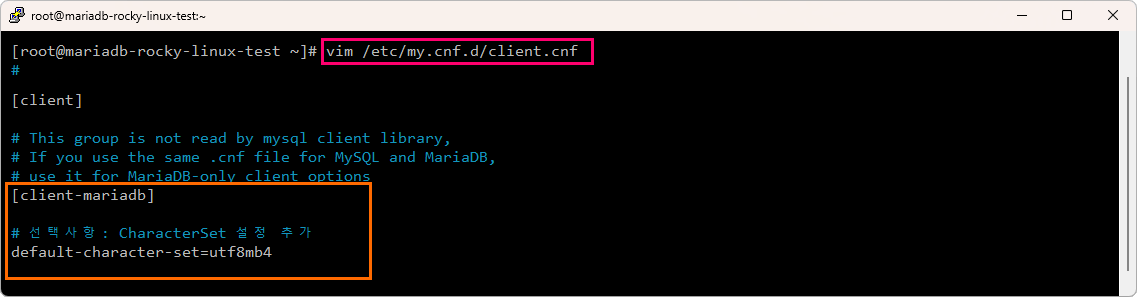 root@mariadb-rocky-linux-test:~
[root@mariadb-rocky-linux-test ~]# vim /etc/my.cnf.d/client.cnf
#
[client]
# This group is not read by mysql client library,
# If you use the same .cnf file for MySQL and MariaDB,
# use it for MariaDB-only client options
[client-mariadb]
# 선택사항 : CharacterSet 설정 추가
default-character-set=utf8mb4